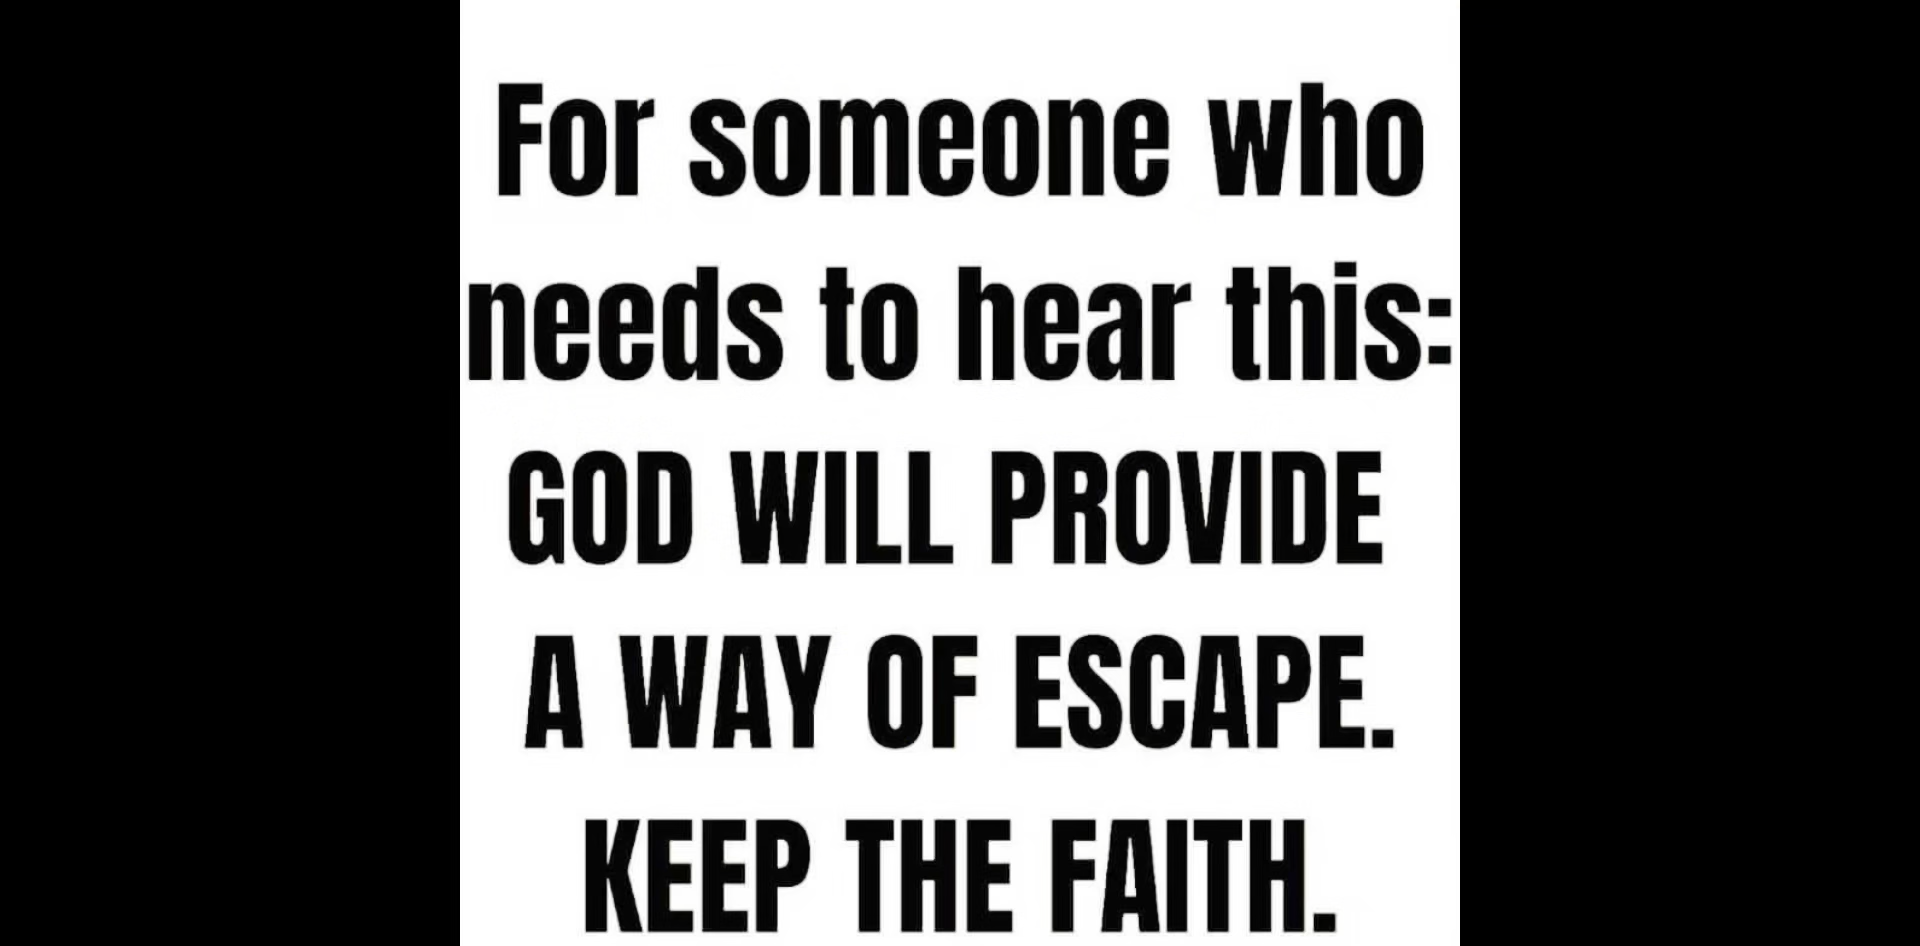 For someone who
needs to hear this:
GOD WILL PROVIDE
A WAY OF ESCAPE.
KEEP THE FAITH.